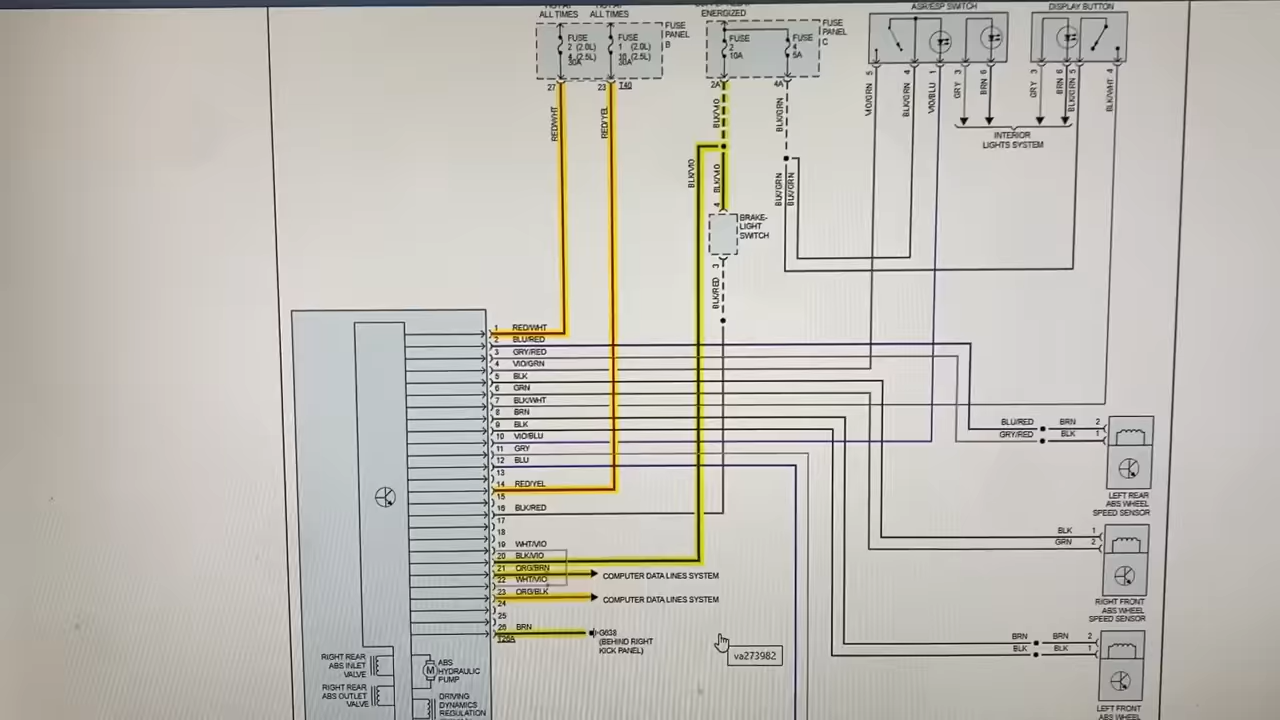 ALL TIMES
ALL TIMES
ENERGIZED
ASR/ESP SWITCH
DISPLAY BUTTON
FUSE
2 (2.0L)
4 (2.5L)
30A
FUSE
1 (2.0L)
10 (2.5L)
30A
FUSE
PANEL
B
FUSE
2
10A
FUSE
4
5A
FUSE
PANEL
C
27
23
T40
2A
4A
5
4
1
3
6
3
6
5
4
RED/WHT
RED/YEL
BLK/VIO
BLK/GRN
VIO/GRN
BLK/GRN
VIO/BLU
GRY
BRN
GRY
BRN
BLK/GRN
BLK/WHT
INTERIOR
LIGHTS SYSTEM
BLK/VIO
BLK/VIO
BLK/GRN
BLK/GRN
4
BRAKE-
LIGHT
SWITCH
3
BLK/RED
1 RED/WHT
2 BLU/RED
3 GRY/RED
4 VIO/GRN
5 BLK
6 GRN
7 BLK/WHT
8 BRN
9 BLK
10 VIO/BLU
11 GRY
12 BLU
13
14 RED/YEL
15
16 BLK/RED
17
18
19 WHT/VIO
20 BLK/VIO
21 ORG/BRN
22 WHT/VIO
23 ORG/BLK
24
25
26 BRN
T26A
COMPUTER DATA LINES SYSTEM
COMPUTER DATA LINES SYSTEM
G638
(BEHIND RIGHT
KICK PANEL)
va273982
BLU/RED BRN 2
GRY/RED BLK 1
LEFT REAR
ABS WHEEL
SPEED SENSOR
BLK 1
GRN 2
RIGHT FRONT
ABS WHEEL
SPEED SENSOR
BRN BRN 2
BLK BLK 1
LEFT FRONT
ABS WHEEL
RIGHT REAR
ABS INLET
VALVE
RIGHT REAR
ABS OUTLET
VALVE
M
ABS
HYDRAULIC
PUMP
DRIVING
DYNAMICS
REGULATION